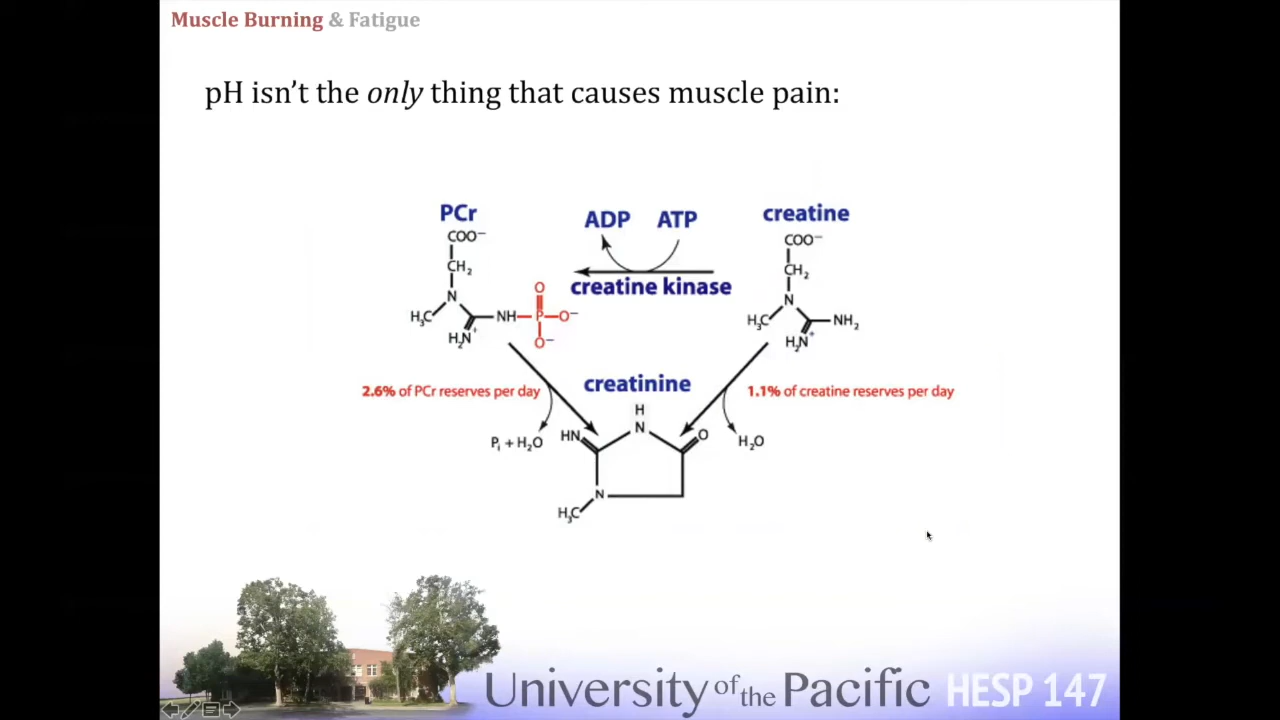 Muscle Burning & Fatigue
pH isn't the only thing that causes muscle pain:
PCr
ADP ATP
creatine
COO⁻
COO⁻
CH₂
CH₂
creatine kinase
N
N
O
H₃C
NH—P—O⁻
H₃C
NH₂
H₂N⁺
O⁻
H₂N⁺
creatinine
2.6% of PCr reserves per day
1.1% of creatine reserves per day
H
N
HN
O
Pᵢ + H₂O
H₂O
N
H₃C
University of the Pacific HESP 147